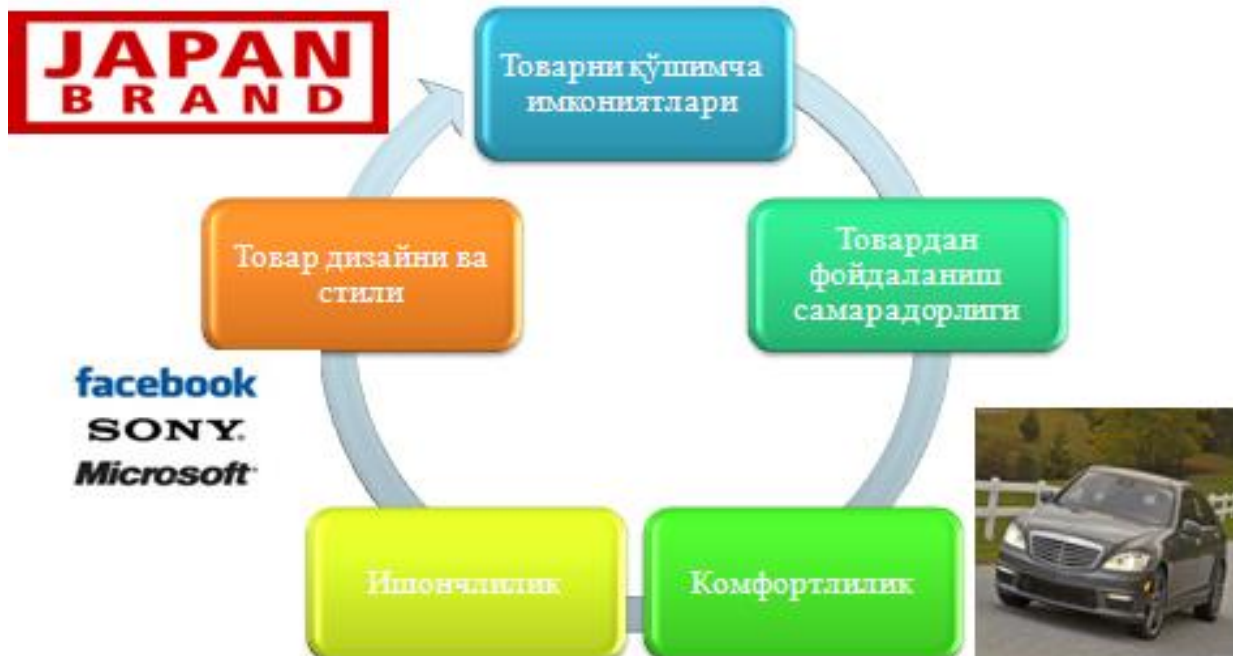 JAPAN
BRAND
Товарни қўшимча
имкониятлари
Товардан
фойдаланиш
самарадорлиги
Комфортлилик
Ишончлилик
Товар дизайни ва
стили
facebook
SONY.
Microsoft